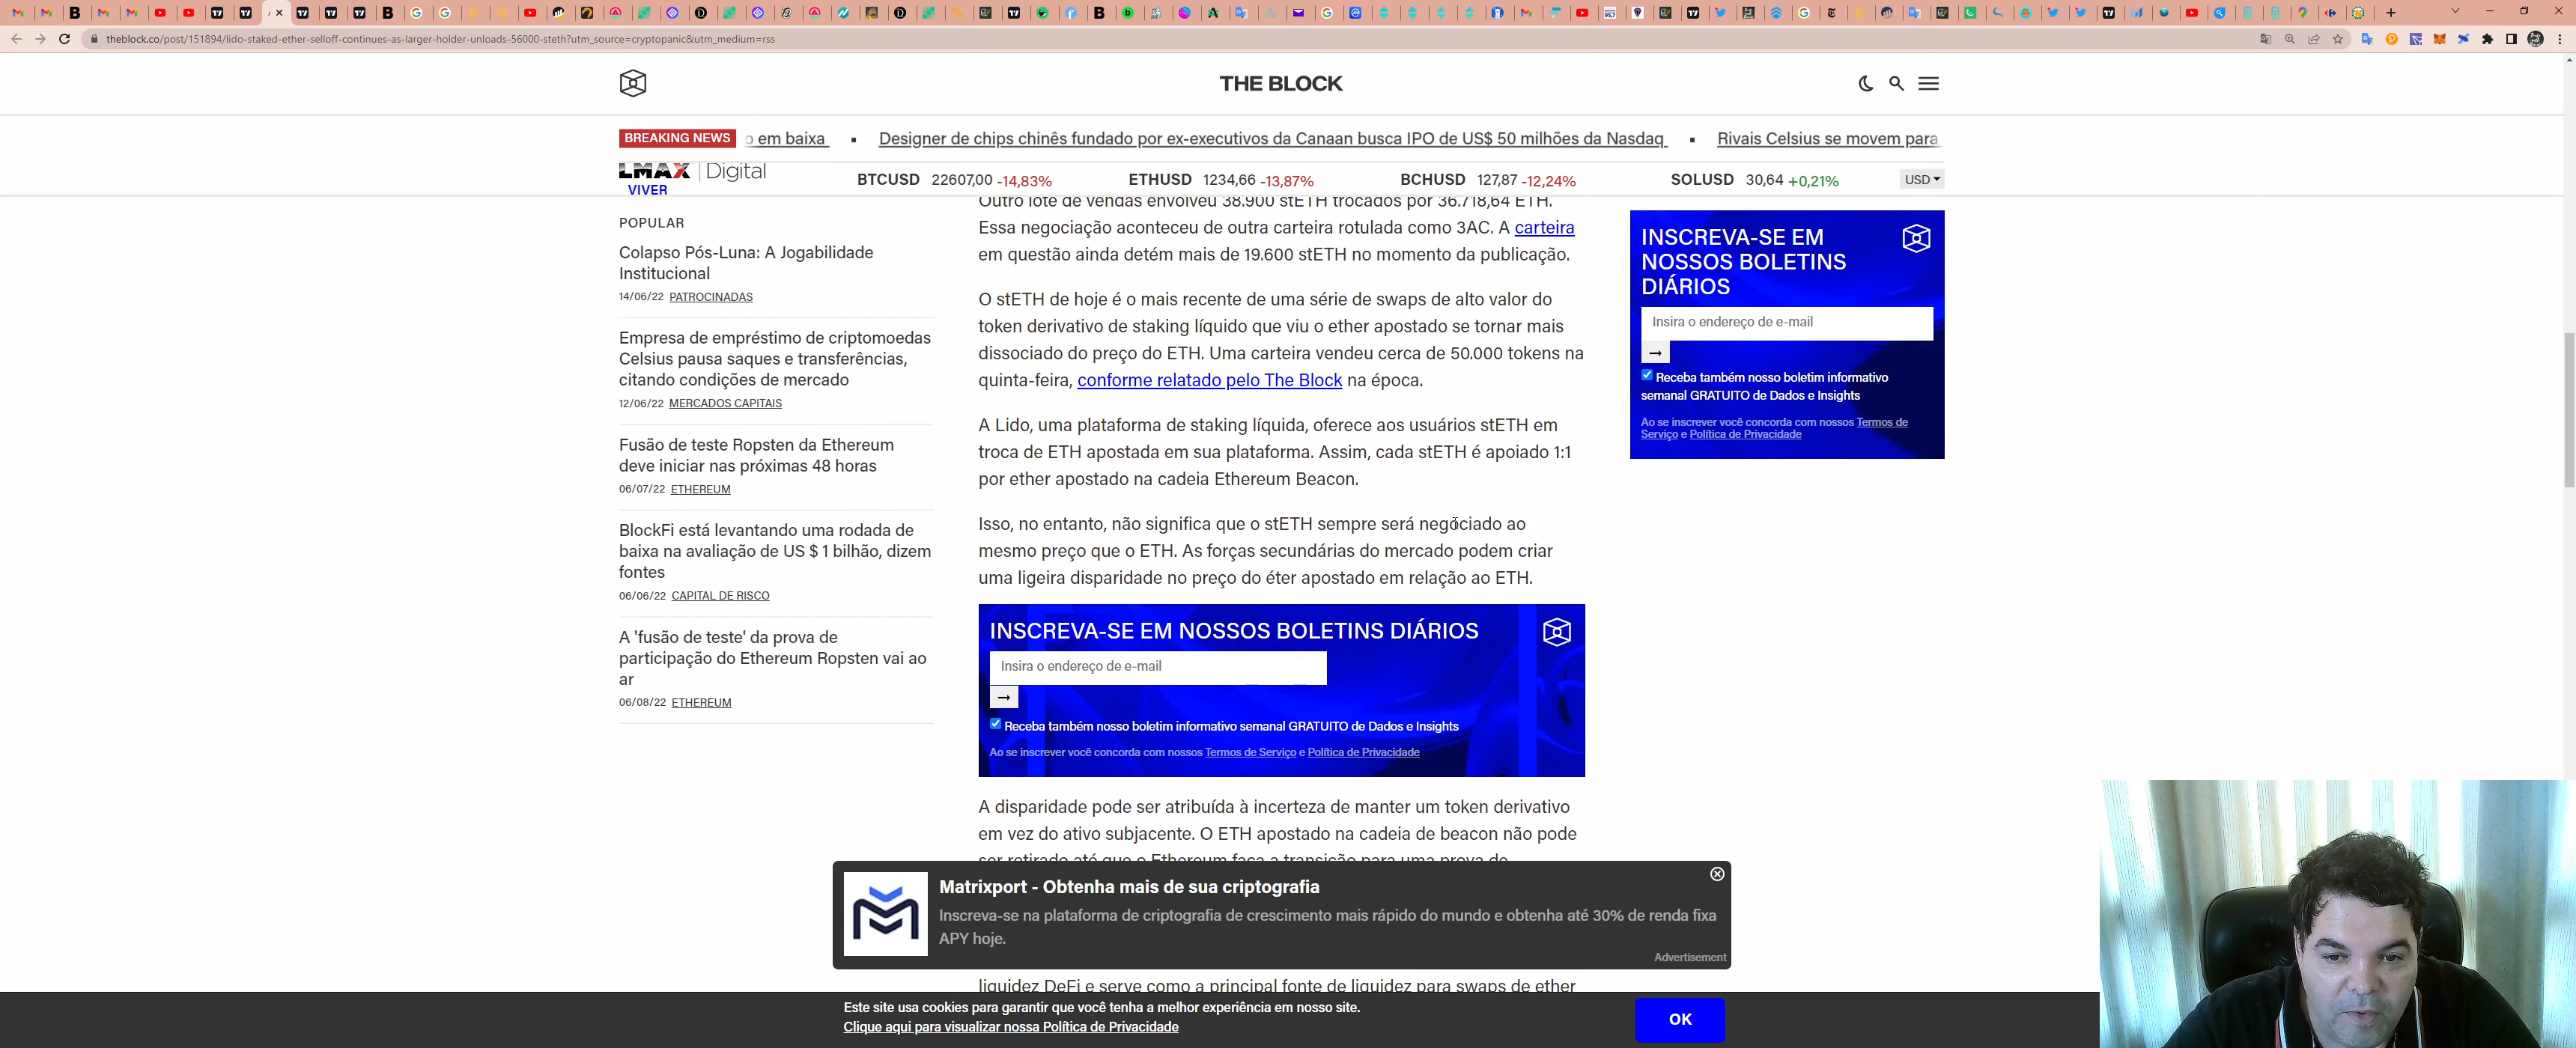 theblock.co/post/151894/lido-staked-ether-selloff-continues-as-larger-holder-unloads-56000-steth?utm_source=cryptopanic&utm_medium=rss
THE BLOCK
BREAKING NEWS
o em baixa ▪ Designer de chips chinês fundado por ex-executivos da Canaan busca IPO de US$ 50 milhões da Nasdaq ▪ Rivais Celsius se movem para
LMAX | Digital
VIVER
BTCUSD 22607,00 -14,83%
ETHUSD 1234,66 -13,87%
BCHUSD 127,87 -12,24%
SOLUSD 30,64 +0,21%
USD
POPULAR
Colapso Pós-Luna: A Jogabilidade
Institucional
14/06/22 PATROCINADAS
Empresa de empréstimo de criptomoedas
Celsius pausa saques e transferências,
citando condições de mercado
12/06/22 MERCADOS CAPITAIS
Fusão de teste Ropsten da Ethereum
deve iniciar nas próximas 48 horas
06/07/22 ETHEREUM
BlockFi está levantando uma rodada de
baixa na avaliação de US $ 1 bilhão, dizem
fontes
06/06/22 CAPITAL DE RISCO
A 'fusão de teste' da prova de
participação do Ethereum Ropsten vai ao
ar
06/08/22 ETHEREUM
Outro lote de vendas envolveu 38.900 stETH trocados por 36.718,64 ETH.
Essa negociação aconteceu de outra carteira rotulada como 3AC. A carteira
em questão ainda detém mais de 19.600 stETH no momento da publicação.
O stETH de hoje é o mais recente de uma série de swaps de alto valor do
token derivativo de staking líquido que viu o ether apostado se tornar mais
dissociado do preço do ETH. Uma carteira vendeu cerca de 50.000 tokens na
quinta-feira, conforme relatado pelo The Block na época.
A Lido, uma plataforma de staking líquida, oferece aos usuários stETH em
troca de ETH apostada em sua plataforma. Assim, cada stETH é apoiado 1:1
por ether apostado na cadeia Ethereum Beacon.
Isso, no entanto, não significa que o stETH sempre será negociado ao
mesmo preço que o ETH. As forças secundárias do mercado podem criar
uma ligeira disparidade no preço do éter apostado em relação ao ETH.
INSCREVA-SE EM NOSSOS BOLETINS DIÁRIOS
Insira o endereço de e-mail
→
Receba também nosso boletim informativo semanal GRATUITO de Dados e Insights
Ao se inscrever você concorda com nossos Termos de Serviço e Política de Privacidade
A disparidade pode ser atribuída à incerteza de manter um token derivativo
em vez do ativo subjacente. O ETH apostado na cadeia de beacon não pode
ser retirado até que o Ethereum faça a transição para uma prova de
liquidez DeFi e serve como a principal fonte de liquidez para swaps de ether
INSCREVA-SE EM
NOSSOS BOLETINS
DIÁRIOS
Insira o endereço de e-mail
→
Receba também nosso boletim informativo
semanal GRATUITO de Dados e Insights
Ao se inscrever você concorda com nossos Termos de
Serviço e Política de Privacidade
Matrixport - Obtenha mais de sua criptografia
Inscreva-se na plataforma de criptografia de crescimento mais rápido do mundo e obtenha até 30% de renda fixa
APY hoje.
Advertisement
Este site usa cookies para garantir que você tenha a melhor experiência em nosso site.
Clique aqui para visualizar nossa Política de Privacidade
OK